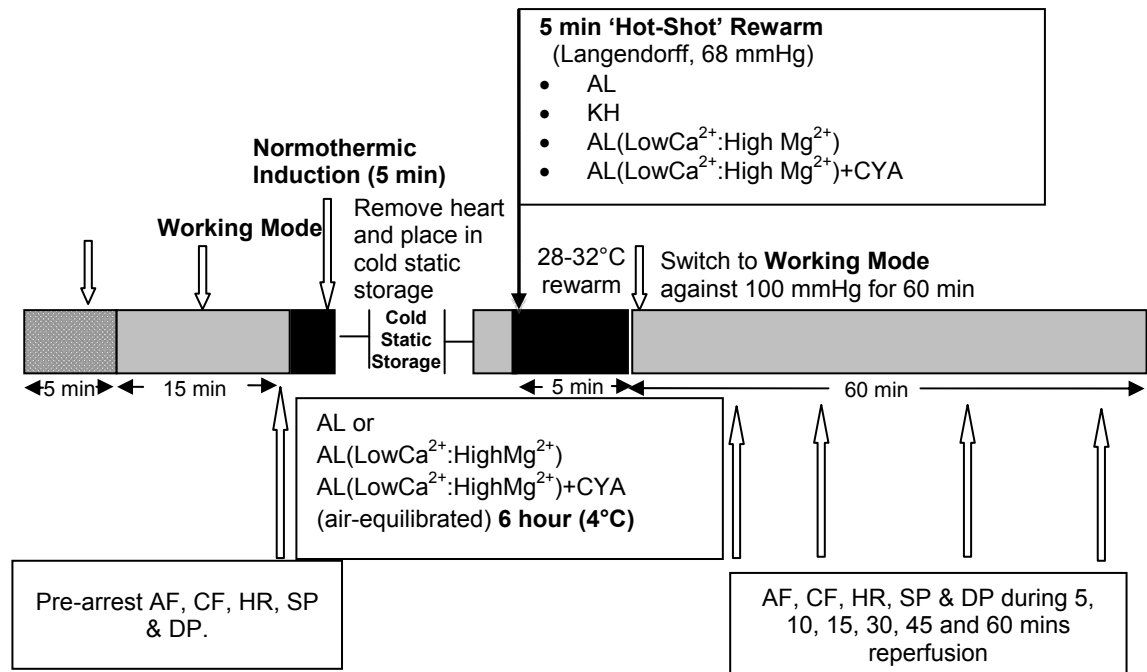 5 min ‘Hot-Shot’ Rewarm
(Langendorff, 68 mmHg)
• AL
• KH
• AL(LowCa²⁺:High Mg²⁺)
• AL(LowCa²⁺:High Mg²⁺)+CYA
Normothermic
Induction (5 min)
Working Mode
Remove heart
and place in
cold static
storage
28-32°C
rewarm
Switch to Working Mode
against 100 mmHg for 60 min
Cold
Static
Storage
5 min
15 min
5 min
60 min
AL or
AL(LowCa²⁺:HighMg²⁺)
AL(LowCa²⁺:HighMg²⁺)+CYA
(air-equilibrated) 6 hour (4°C)
Pre-arrest AF, CF, HR, SP
& DP.
AF, CF, HR, SP & DP during 5,
10, 15, 30, 45 and 60 mins
reperfusion